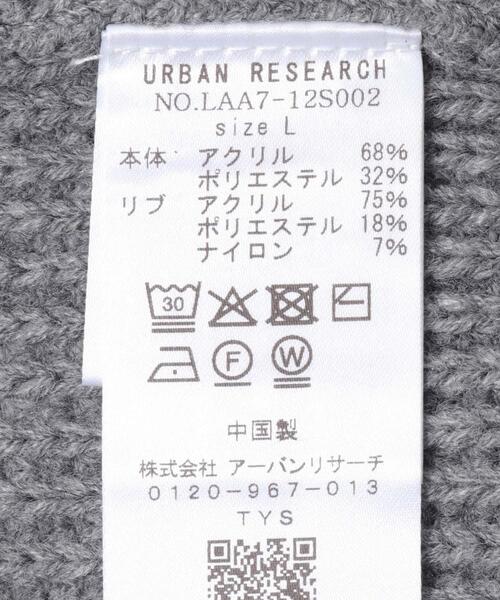 URBAN RESEARCH
NO.LAA7-12S002
size L
本体 アクリル 68%
ポリエステル 32%
リブ アクリル 75%
ポリエステル 18%
ナイロン 7%
30
F W
中国製
株式会社 アーバンリサーチ
0120-967-013
TYS